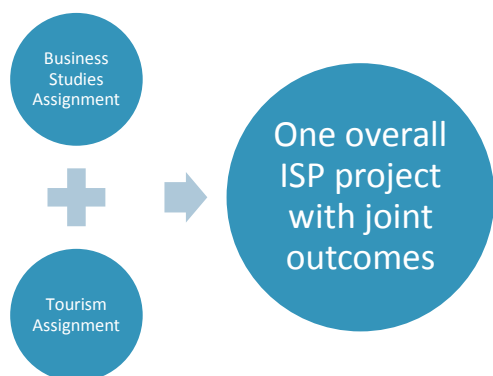 Business
Studies
Assignment
Tourism
Assignment
One overall
ISP project
with joint
outcomes